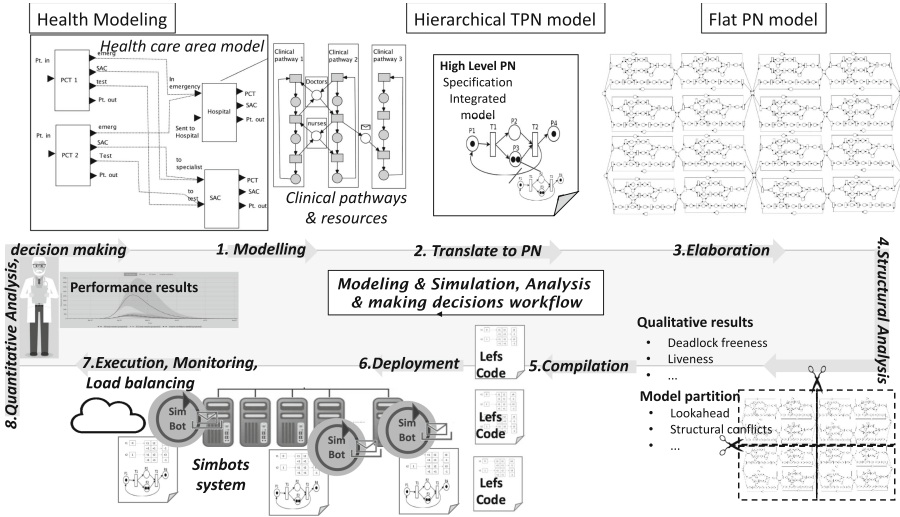 Health Modeling
Hierarchical TPN model
Flat PN model
Health care area model
Pt. in
PCT 1
emerg
SAC
test
Pt. out
Pt. in
PCT 2
emerg
SAC
Test
Pt. out
In
emergency
Hospital
Sent to
Hospital
PCT
SAC
Pt. out
to
specialist
to
test
SAC
PCT
SAC
Pt. out
Clinical
pathway 1
Clinical
pathway 2
Clinical
pathway 3
Doctors
nurses
Clinical pathways
& resources
High Level PN
Specification
Integrated
model
P1
T1
P2
P3
T2
P4
decision making
1. Modelling
2. Translate to PN
3.Elaboration
4.Structural Analysis
Performance results
Modeling & Simulation, Analysis
& making decisions workflow
Qualitative results
• Deadlock freeness
• Liveness
• ...
Model partition
• Lookahead
• Structural conflicts
• ...
5.Compilation
Lefs
Code
Lefs
Code
Lefs
Code
6.Deployment
7.Execution, Monitoring,
Load balancing
8.Quantitative Analysis,
Sim
Bot
Sim
Bot
Sim
Bot
Simbots
system